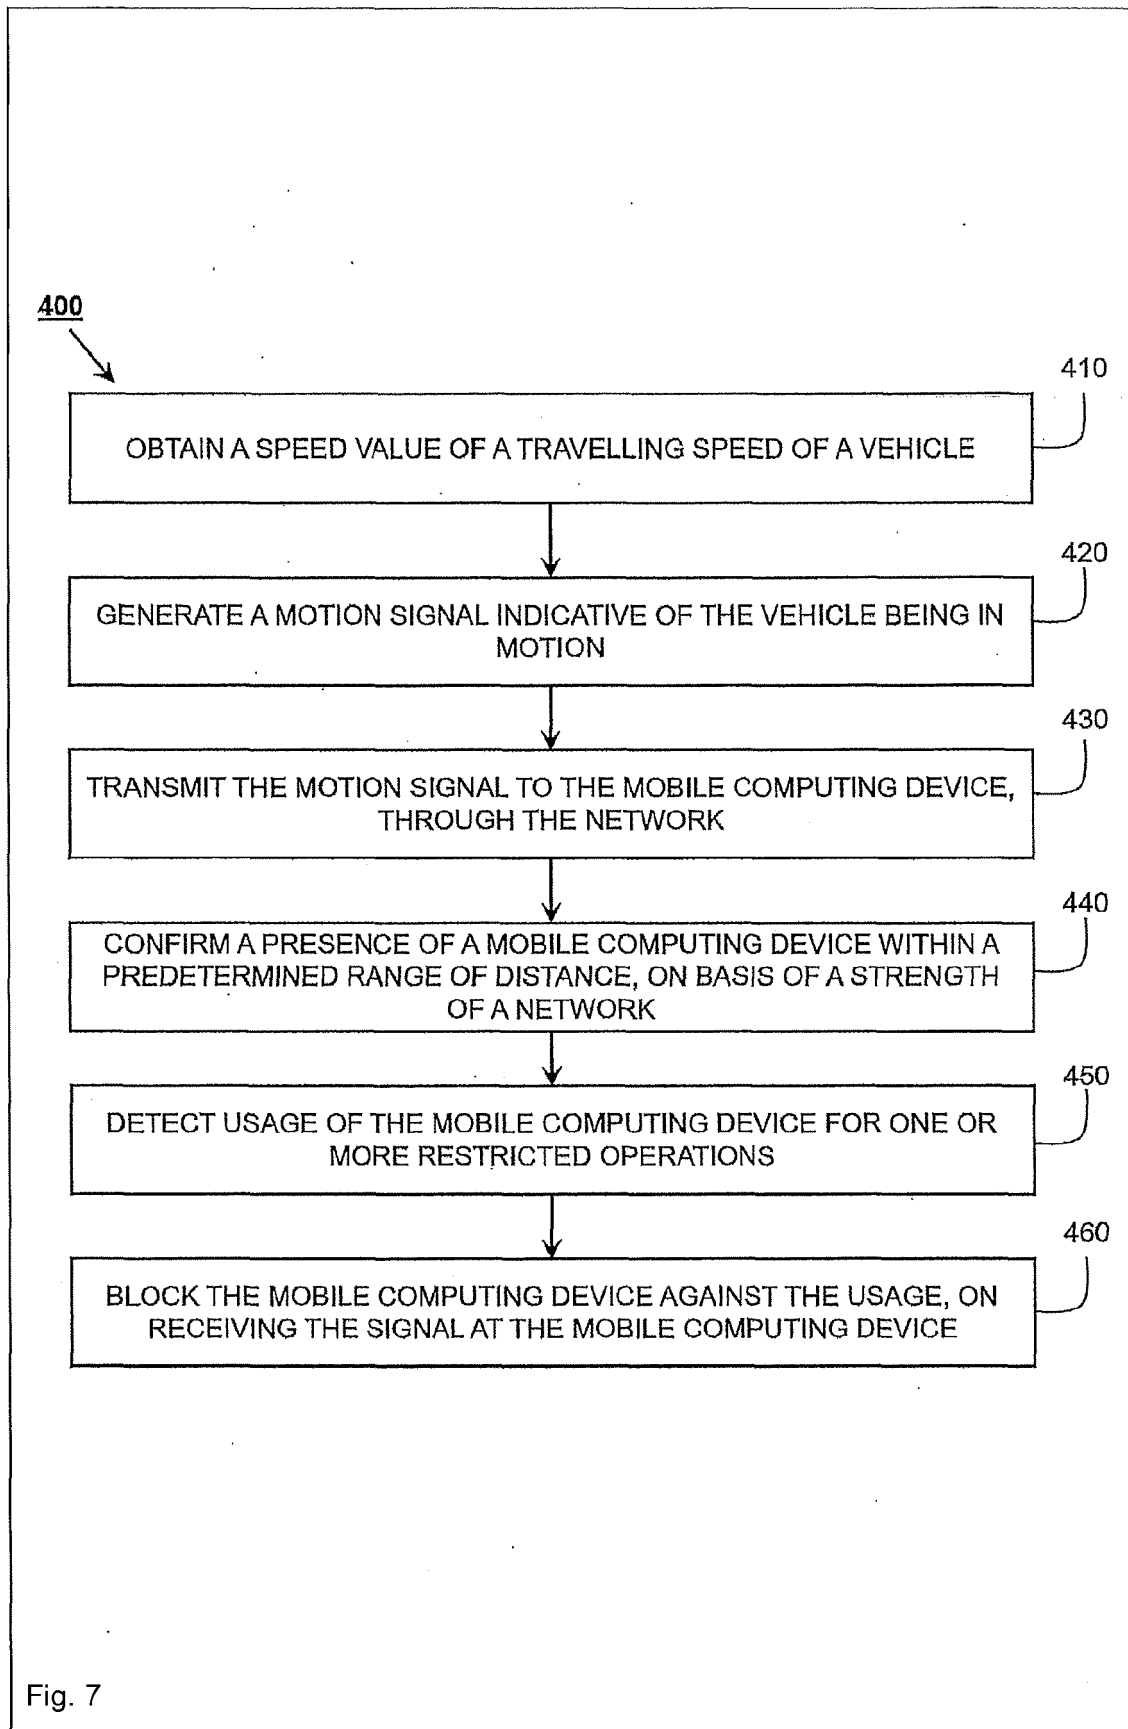 400
410
OBTAIN A SPEED VALUE OF A TRAVELLING SPEED OF A VEHICLE
420
GENERATE A MOTION SIGNAL INDICATIVE OF THE VEHICLE BEING IN
MOTION
430
TRANSMIT THE MOTION SIGNAL TO THE MOBILE COMPUTING DEVICE,
THROUGH THE NETWORK
440
CONFIRM A PRESENCE OF A MOBILE COMPUTING DEVICE WITHIN A
PREDETERMINED RANGE OF DISTANCE, ON BASIS OF A STRENGTH
OF A NETWORK
450
DETECT USAGE OF THE MOBILE COMPUTING DEVICE FOR ONE OR
MORE RESTRICTED OPERATIONS
460
BLOCK THE MOBILE COMPUTING DEVICE AGAINST THE USAGE, ON
RECEIVING THE SIGNAL AT THE MOBILE COMPUTING DEVICE
Fig. 7